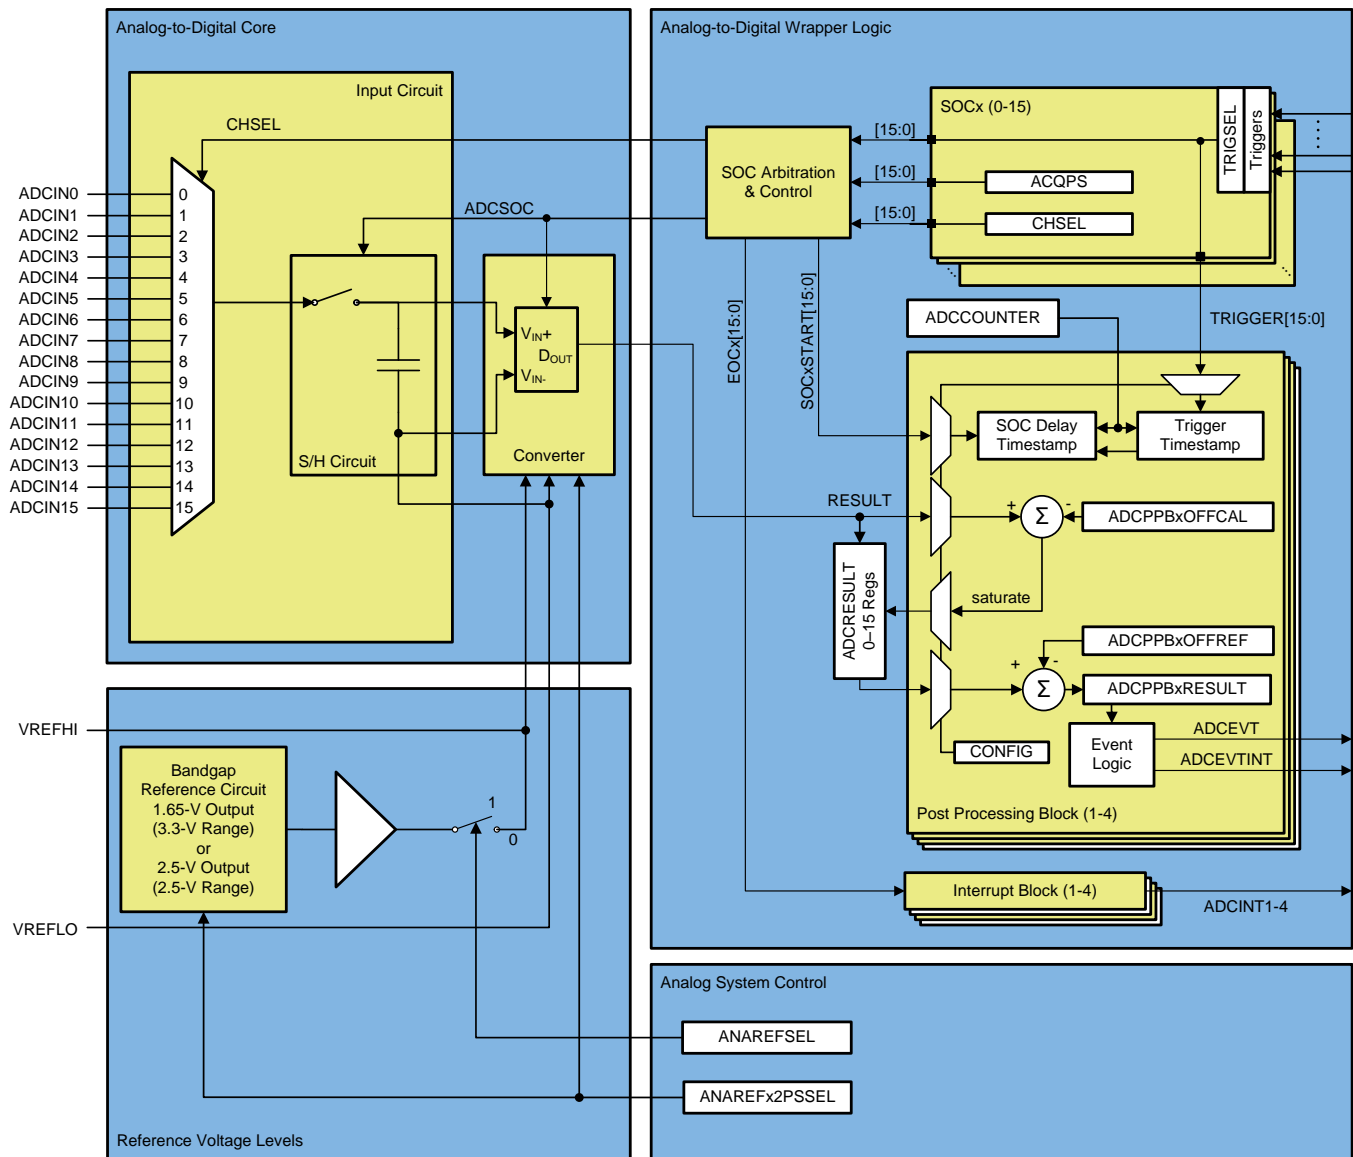 Analog-to-Digital Core
Input Circuit
CHSEL
ADCIN0
ADCIN1
ADCIN2
ADCIN3
ADCIN4
ADCIN5
ADCIN6
ADCIN7
ADCIN8
ADCIN9
ADCIN10
ADCIN11
ADCIN12
ADCIN13
ADCIN14
ADCIN15
0
1
2
3
4
5
6
7
8
9
10
11
12
13
14
15
ADCSOC
S/H Circuit
VIN+
DOUT
VIN-
Converter
Analog-to-Digital Wrapper Logic
SOC Arbitration
& Control
[15:0]
[15:0]
[15:0]
SOCx (0-15)
ACQPS
CHSEL
TRIGSEL
Triggers
EOCx[15:0]
SOCxSTART[15:0]
ADCCOUNTER
TRIGGER[15:0]
SOC Delay
Timestamp
Trigger
Timestamp
RESULT
+
Σ
-
ADCPPBxOFFCAL
ADCRESULT
0–15 Regs
saturate
ADCPPBxOFFREF
+
-
Σ
ADCPPBxRESULT
CONFIG
Event
Logic
ADCEVT
ADCEVTINT
Post Processing Block (1-4)
Interrupt Block (1-4)
ADCINT1-4
VREFHI
Bandgap
Reference Circuit
1.65-V Output
(3.3-V Range)
or
2.5-V Output
(2.5-V Range)
1
0
VREFLO
Reference Voltage Levels
Analog System Control
ANAREFSEL
ANAREFx2PSSEL